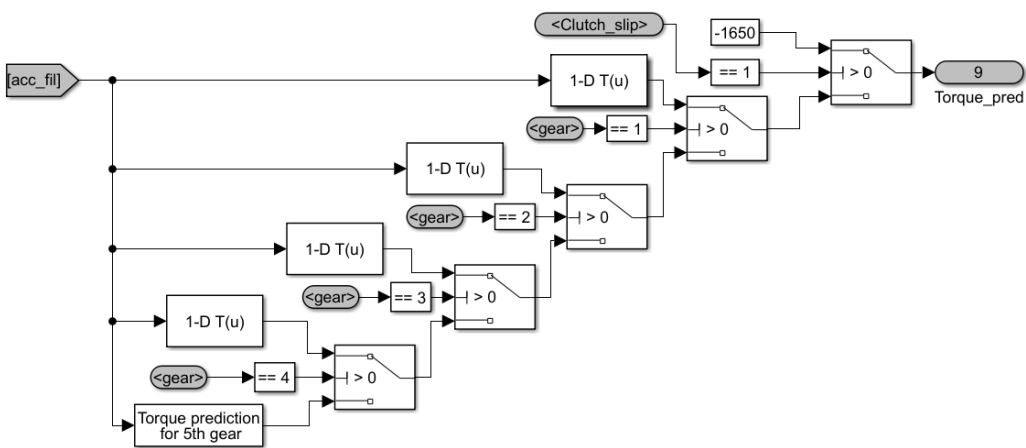 <Clutch_slip>
-1650
[acc_fil]
1-D T(u)
== 1
> 0
9
Torque_pred
<gear>
== 1
> 0
1-D T(u)
<gear>
== 2
> 0
1-D T(u)
<gear>
== 3
> 0
1-D T(u)
<gear>
== 4
> 0
Torque prediction
for 5th gear